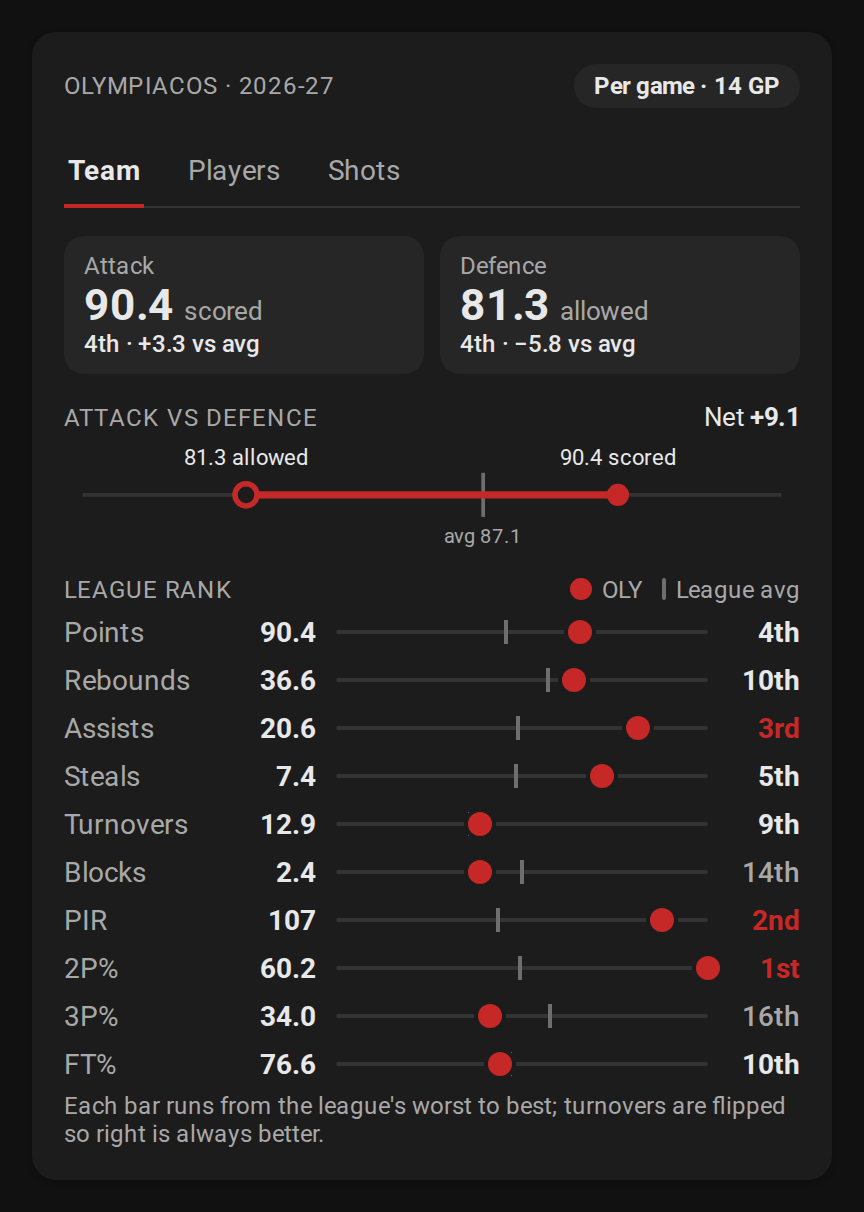 OLYMPIACOS · 2026-27
Per game · 14 GP
Team Players Shots
Attack
90.4 scored
4th · +3.3 vs avg
Defence
81.3 allowed
4th · −5.8 vs avg
ATTACK VS DEFENCE
Net +9.1
81.3 allowed
90.4 scored
avg 87.1
LEAGUE RANK
OLY
League avg
Points 90.4 4th
Rebounds 36.6 10th
Assists 20.6 3rd
Steals 7.4 5th
Turnovers 12.9 9th
Blocks 2.4 14th
PIR 107 2nd
2P% 60.2 1st
3P% 34.0 16th
FT% 76.6 10th
Each bar runs from the league's worst to best; turnovers are flipped
so right is always better.